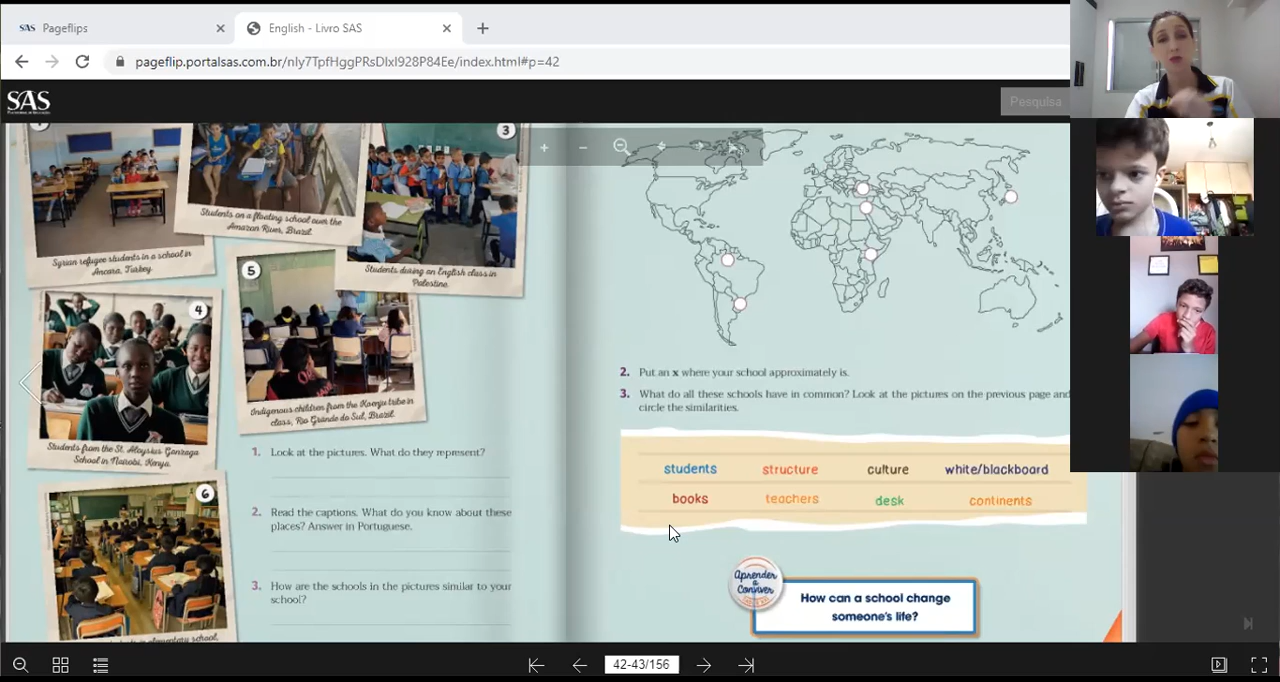 SAS Pageflips
English - Livro SAS
pageflip.portalsas.com.br/nIy7TpfHggPRsDlxI928P84Ee/index.html#p=42
SAS
Pesquisa
3
Students on a floating school over the
Amazon River, Brazil.
Syrian refugee students in a school in
Ancara, Turkey.
Students during an English class in
Palestine.
4
5
Indigenous children from the Koenju tribe in
class, Rio Grande do Sul, Brazil.
Students from the St. Aloysius Gonzaga
School in Nairobi, Kenya.
6
1. Look at the pictures. What do they represent?
2. Read the captions. What do you know about these
places? Answer in Portuguese.
3. How are the schools in the pictures similar to your
school?
2. Put an x where your school approximately is.
3. What do all these schools have in common? Look at the pictures on the previous page and
circle the similarities.
students structure culture white/blackboard
books teachers desk continents
Aprender
a
Conviver
How can a school change
someone's life?
42-43/156